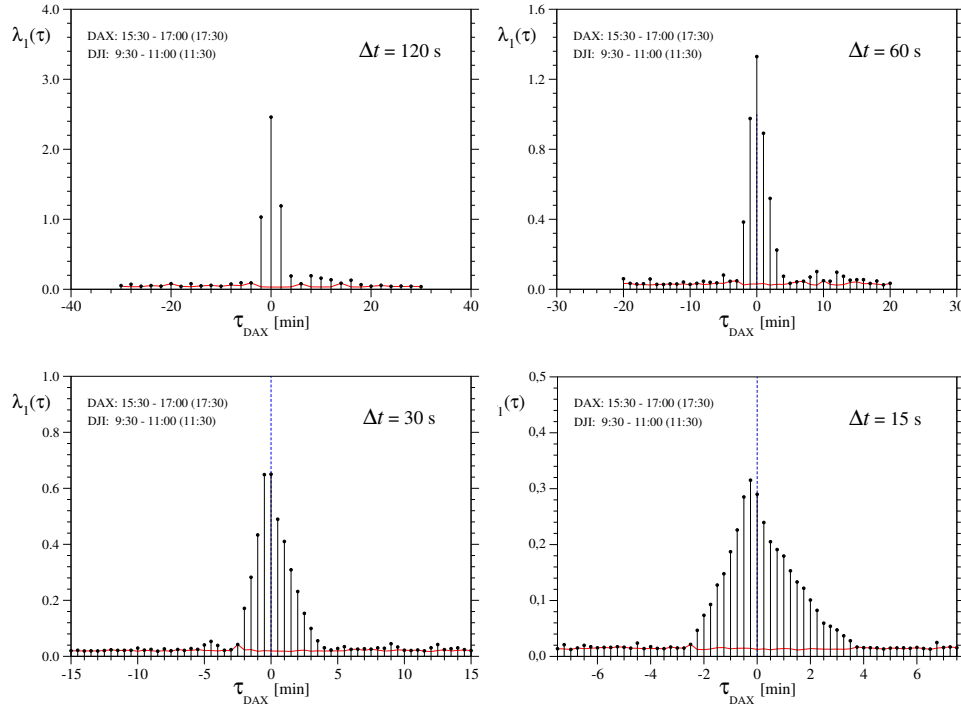 4.0
λ1(τ)
DAX: 15:30 - 17:00 (17:30)
DJI: 9:30 - 11:00 (11:30)
Δt = 120 s
3.0
2.0
1.0
0.0
-40 -20 0 20 40
τDAX [min]
1.6
λ1(τ)
DAX: 15:30 - 17:00 (17:30)
DJI: 9:30 - 11:00 (11:30)
Δt = 60 s
1.2
0.8
0.4
0.0
-30 -20 -10 0 10 20 30
τDAX [min]
1.0
λ1(τ)
DAX: 15:30 - 17:00 (17:30)
DJI: 9:30 - 11:00 (11:30)
Δt = 30 s
0.8
0.6
0.4
0.2
0.0
-15 -10 -5 0 5 10 15
τDAX [min]
0,5
1(τ)
DAX: 15:30 - 17:00 (17:30)
DJI: 9:30 - 11:00 (11:30)
Δt = 15 s
0,4
0,3
0,2
0,1
0,0
-6 -4 -2 0 2 4 6
τDAX [min]